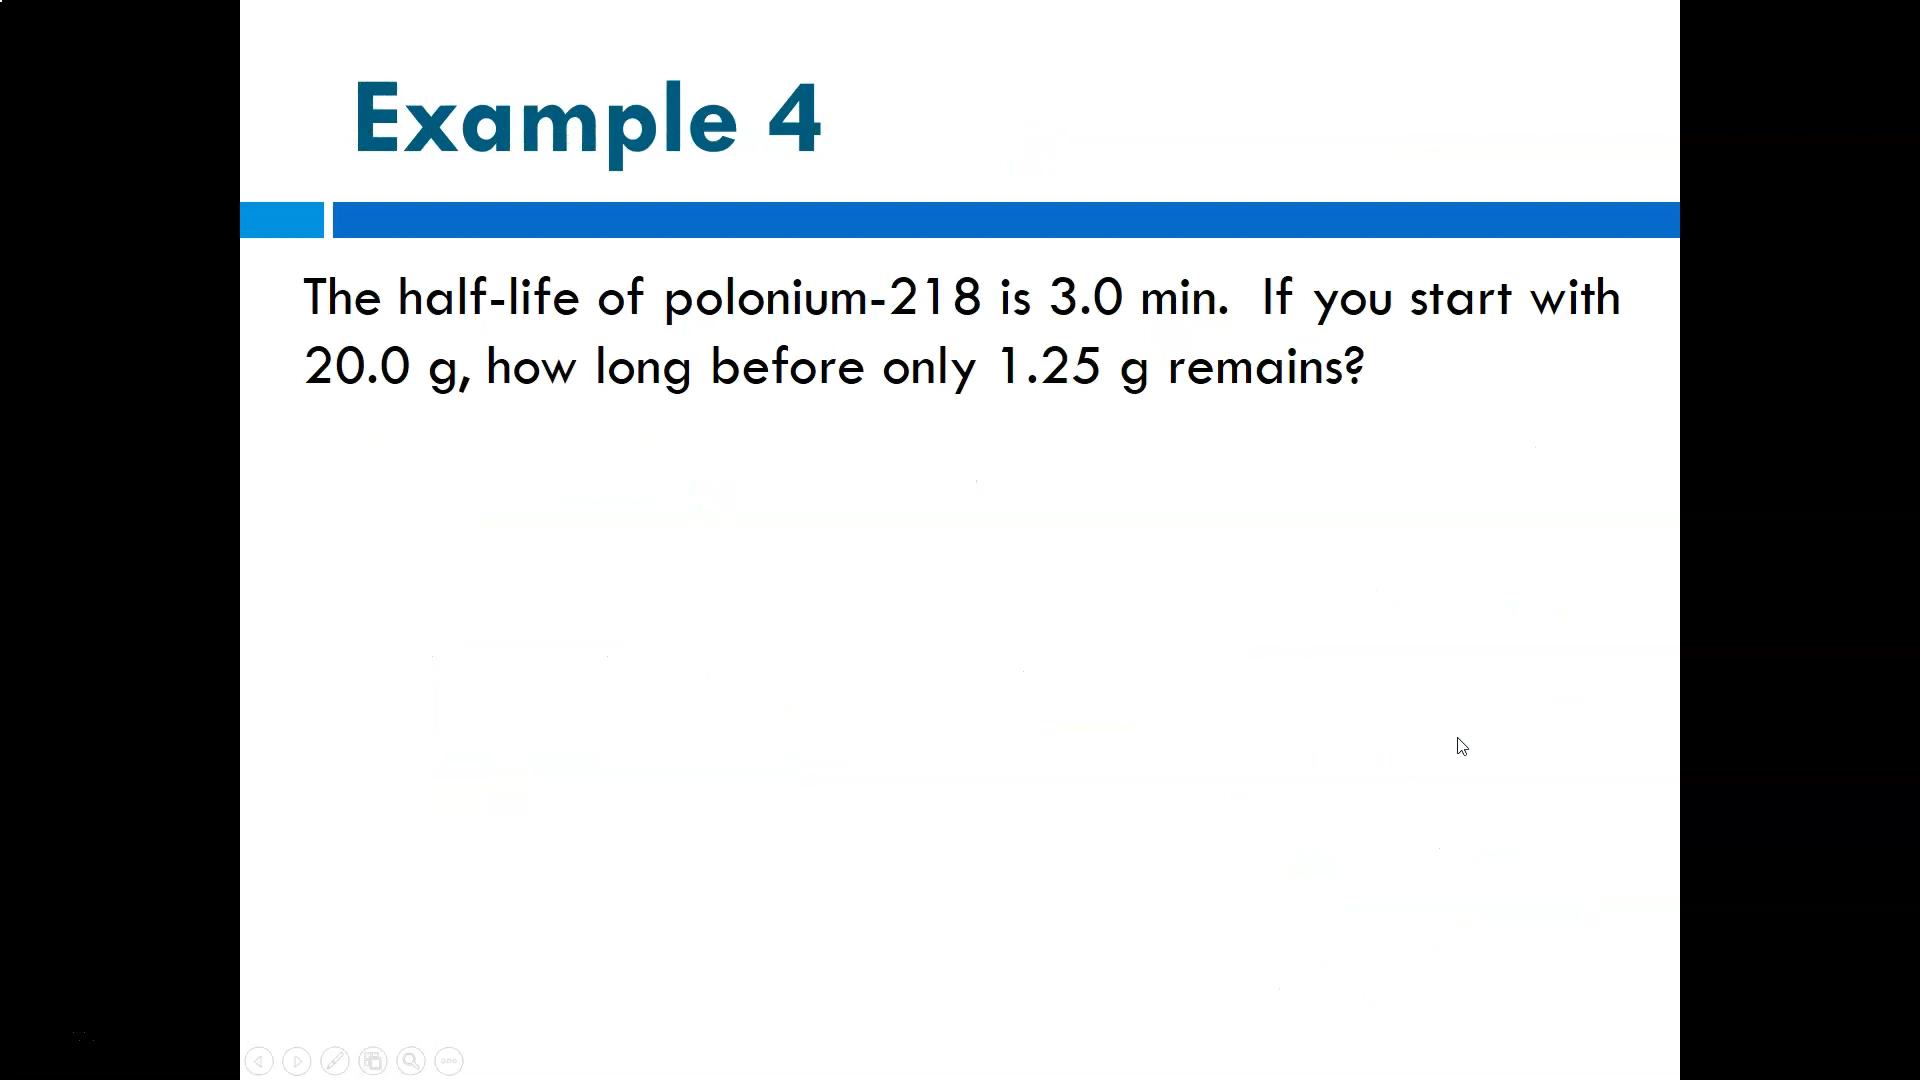 Example 4
The half-life of polonium-218 is 3.0 min.  If you start with
20.0 g, how long before only 1.25 g remains?